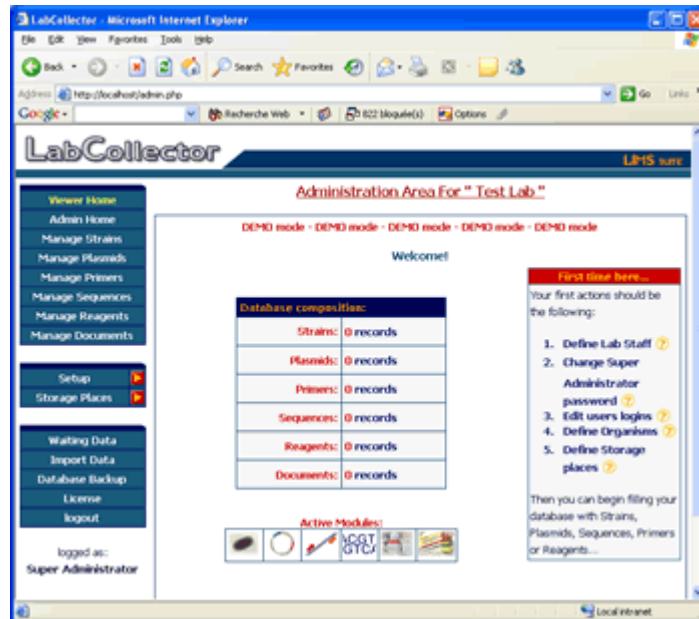 LabCollector - Microsoft Internet Explorer
File Edit View Favorites Tools Help
Back Search Favorites
Address http://localhost/admin.php Go Links
Google Recherche Web 822 bloquée(s) Options
LabCollector
LIMS SUITE
Viewer Home
Admin Home
Manage Strains
Manage Plasmids
Manage Primers
Manage Sequences
Manage Reagents
Manage Documents
Setup
Storage Places
Waiting Data
Import Data
Database Backup
License
logout
logged as:
Super Administrator
Administration Area For " Test Lab "
DEMO mode - DEMO mode - DEMO mode - DEMO mode - DEMO mode
Welcome!
Database composition:
Strains: 0 records
Plasmids: 0 records
Primers: 0 records
Sequences: 0 records
Reagents: 0 records
Documents: 0 records
Active Modules:
ACGT
GTCA
First time here...
Your first actions should be
the following:
1. Define Lab Staff ?
2. Change Super
Administrator
password ?
3. Edit users logins ?
4. Define Organisms ?
5. Define Storage
places ?
Then you can begin filling your
database with Strains,
Plasmids, Sequences, Primers
or Reagents...
Local intranet